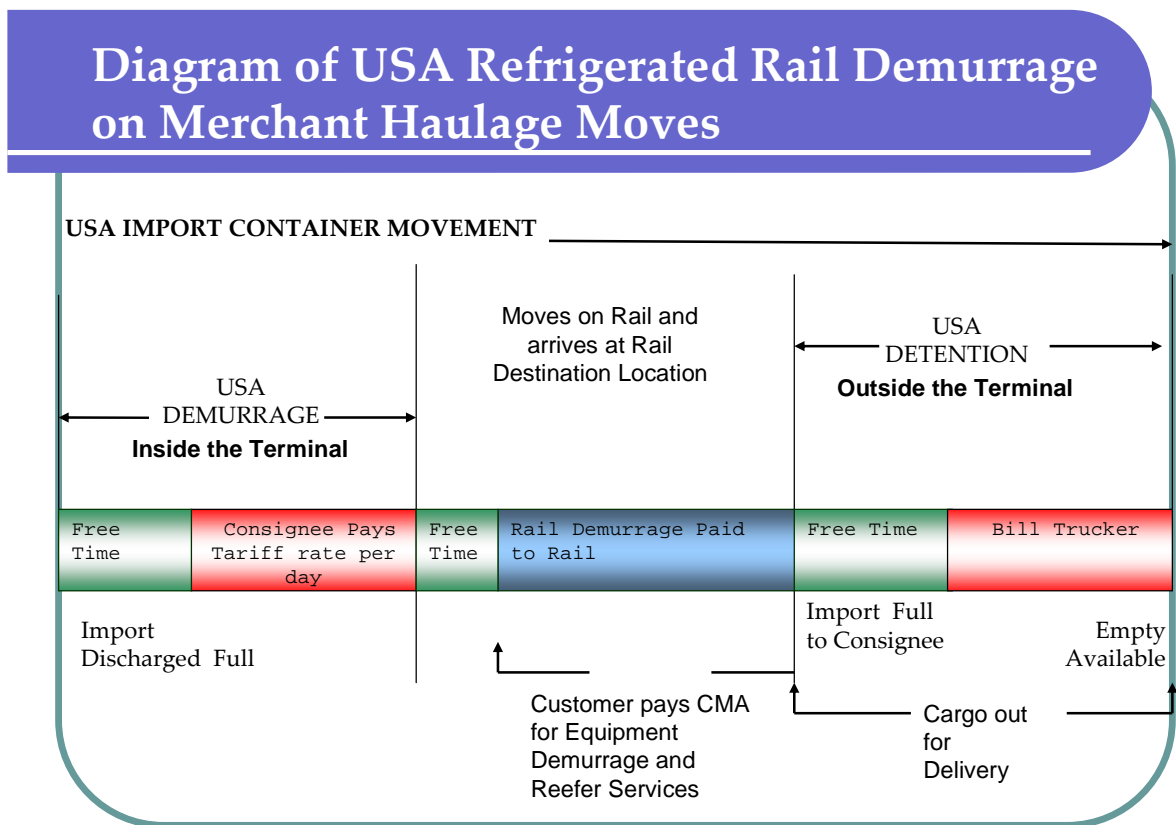 Diagram of USA Refrigerated Rail Demurrage
on Merchant Haulage Moves
USA IMPORT CONTAINER MOVEMENT
USA
DEMURRAGE
Inside the Terminal
Moves on Rail and
arrives at Rail
Destination Location
USA
DETENTION
Outside the Terminal
Free
Time
Consignee Pays
Tariff rate per
day
Free
Time
Rail Demurrage Paid
to Rail
Free Time
Bill Trucker
Import
Discharged Full
Import Full
to Consignee
Empty
Available
Customer pays CMA
for Equipment
Demurrage and
Reefer Services
Cargo out
for
Delivery